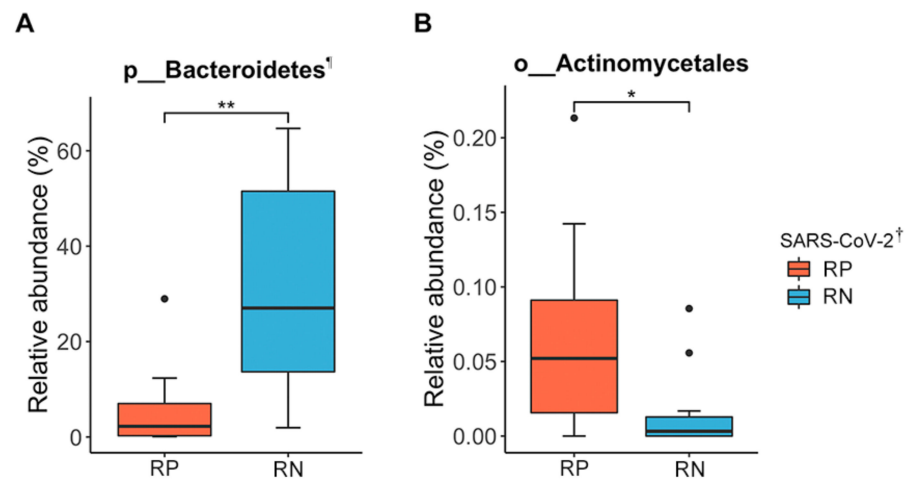 A
p__Bacteroidetes¶
**
Relative abundance (%)
60
40
20
0
RP RN
B
o__Actinomycetales
*
Relative abundance (%)
0.20
0.15
0.10
0.05
0.00
RP RN
SARS-CoV-2†
RP
RN